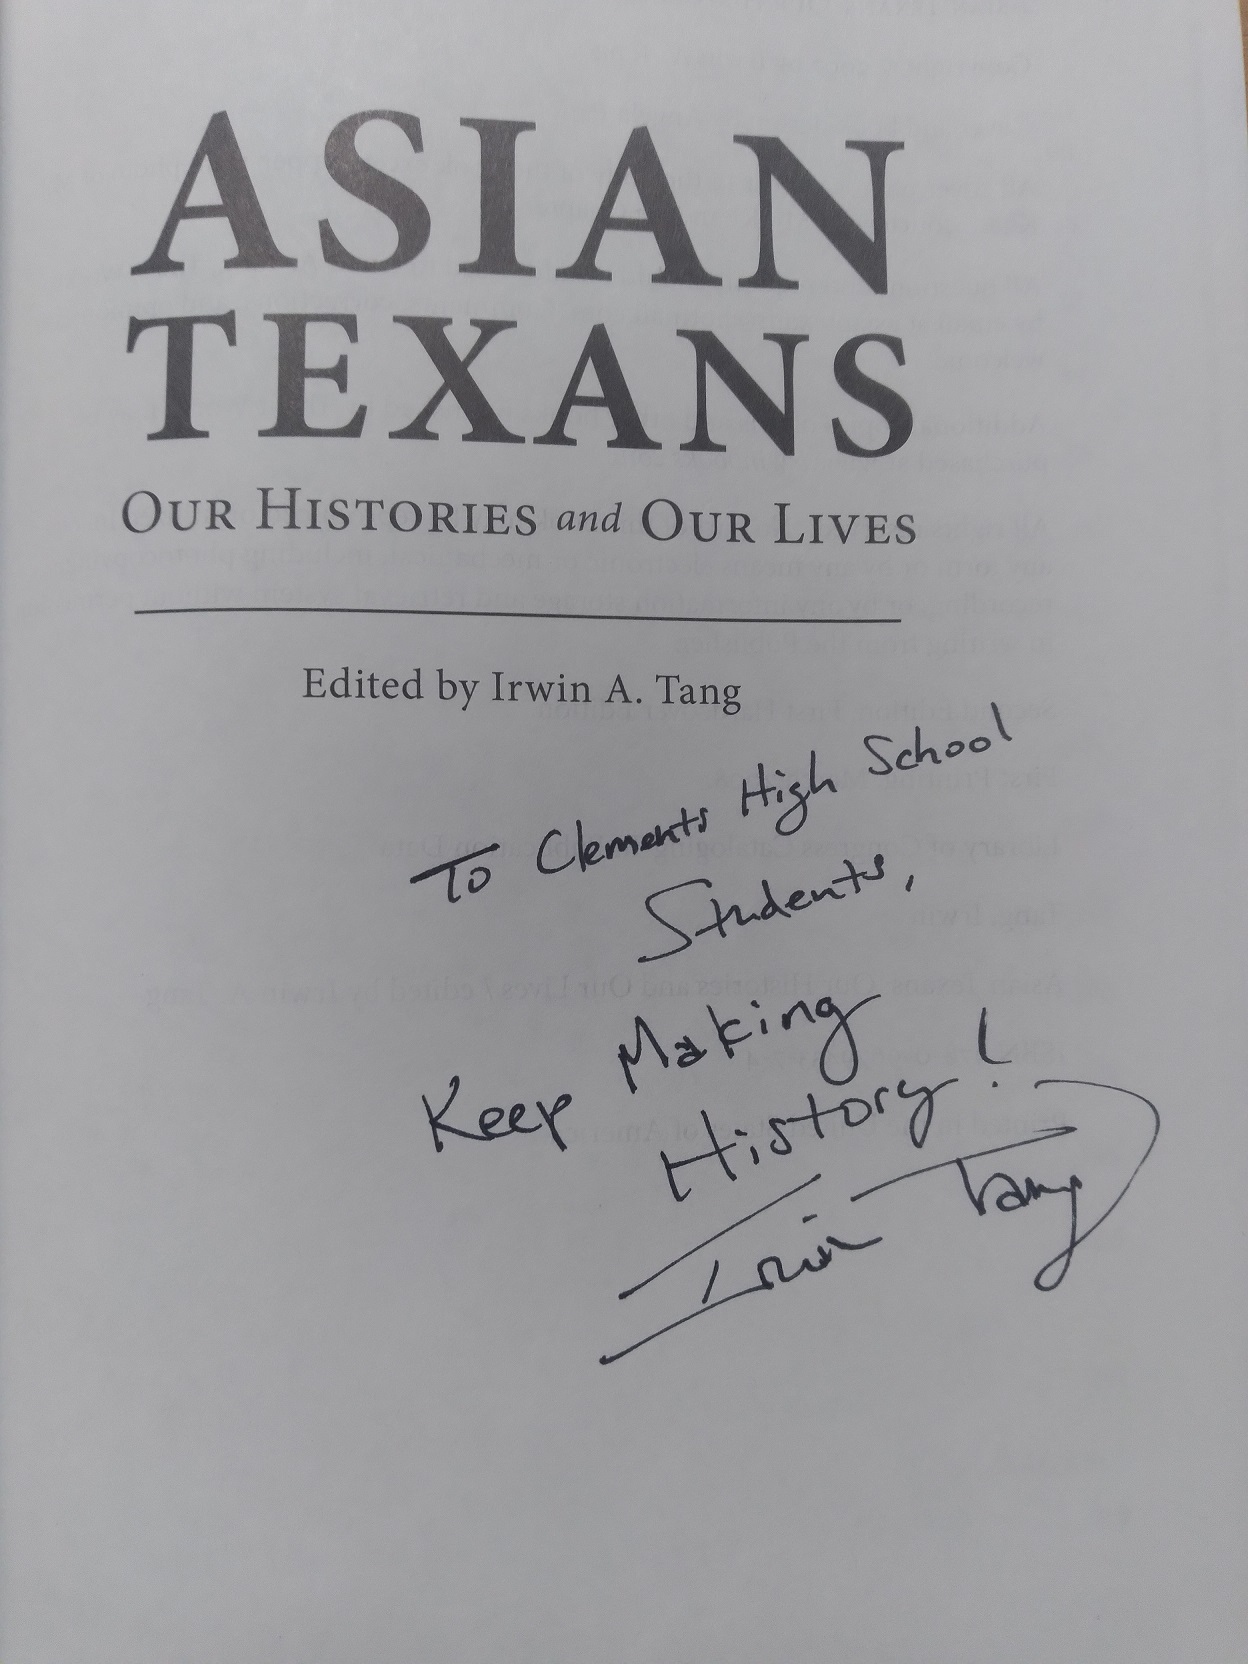 ASIAN
TEXANS
OUR HISTORIES and OUR LIVES
Edited by Irwin A. Tang
To Clements High School
Students,
Keep Making
History!
Irwin Tang